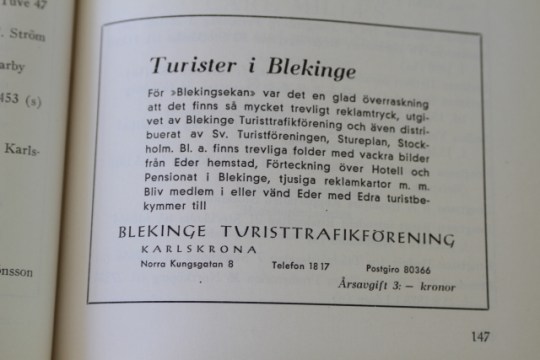 Tuve 47
. Ström
arby
453 (s)
Karls-
önsson
Turister i Blekinge
För »Blekingsekan» var det en glad överraskning
att det finns så mycket trevligt reklamtryck, utgi-
vet av Blekinge Turisttrafikförening och även distri-
buerat av Sv. Turistföreningen, Stureplan, Stock-
holm. Bl. a. finns trevliga folder med vackra bilder
från Eder hemstad, Förteckning över Hotell och
Pensionat i Blekinge, tjusiga reklamkartor m. m.
Bliv medlem i eller vänd Eder med Edra turistbe-
kymmer till
BLEKINGE TURISTTRAFIKFÖRENING
KARLSKRONA
Norra Kungsgatan 8 Telefon 18 17 Postgiro 80366
Årsavgift 3: — kronor
147